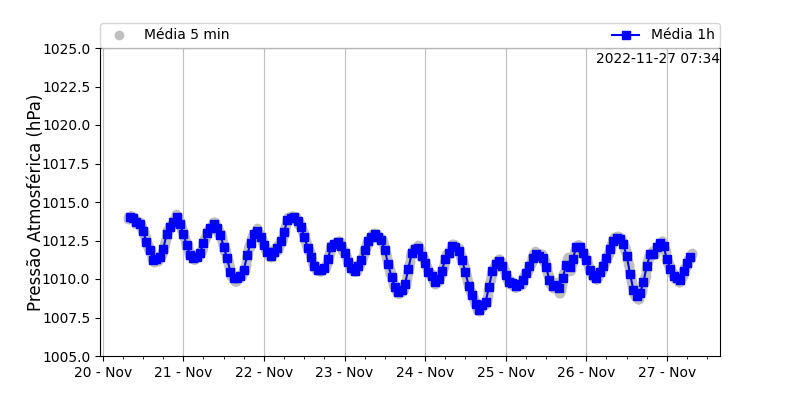 Média 5 min
Média 1h
2022-11-27 07:34
Pressão Atmosférica (hPa)
1025.0
1022.5
1020.0
1017.5
1015.0
1012.5
1010.0
1007.5
1005.0
20 - Nov
21 - Nov
22 - Nov
23 - Nov
24 - Nov
25 - Nov
26 - Nov
27 - Nov